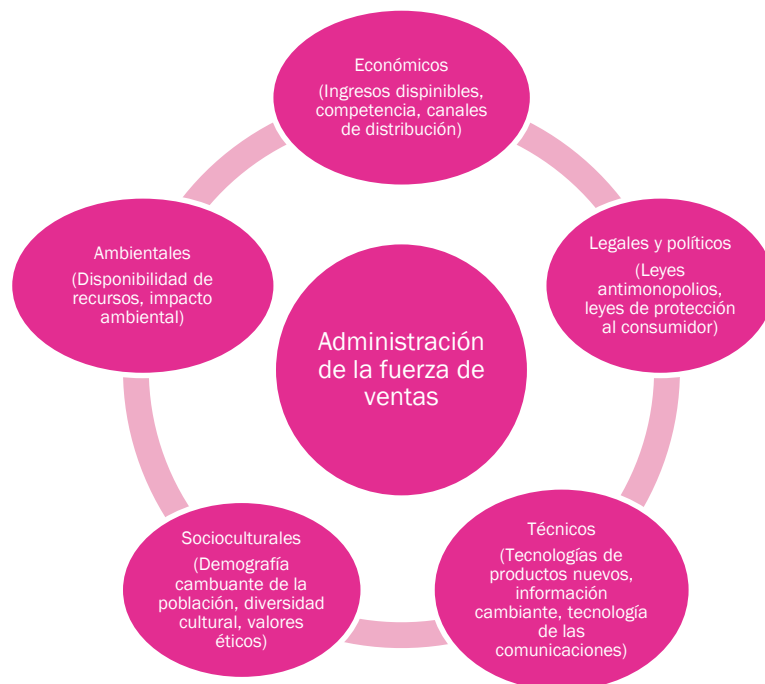 Económicos
(Ingresos dispinibles,
competencia, canales
de distribución)
Legales y políticos
(Leyes
antimonopolios,
leyes de protección
al consumidor)
Ambientales
(Disponibilidad de
recursos, impacto
ambiental)
Administración
de la fuerza de
ventas
Técnicos
(Tecnologías de
productos nuevos,
información
cambiante, tecnología
de las
comunicaciones)
Socioculturales
(Demografía
cambuante de la
población, diversidad
cultural, valores
éticos)